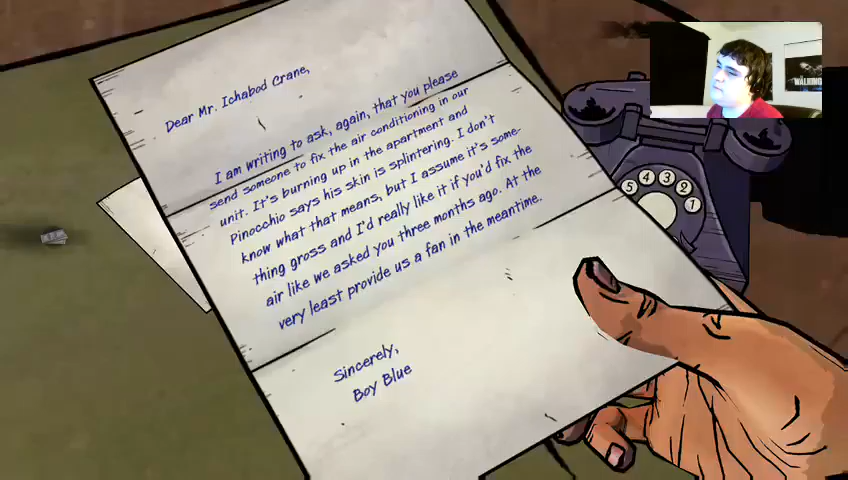 Dear Mr. Ichabod Crane,
I am writing to ask, again, that you please
send someone to fix the air conditioning in our
unit. It's burning up in the apartment and
Pinocchio says his skin is splintering. I don't
know what that means, but I assume it's some-
thing gross and I'd really like it if you'd fix the
air like we asked you three months ago. At the
very least provide us a fan in the meantime.
Sincerely,
Boy Blue
5 4 3 2 1
THE
WALKING